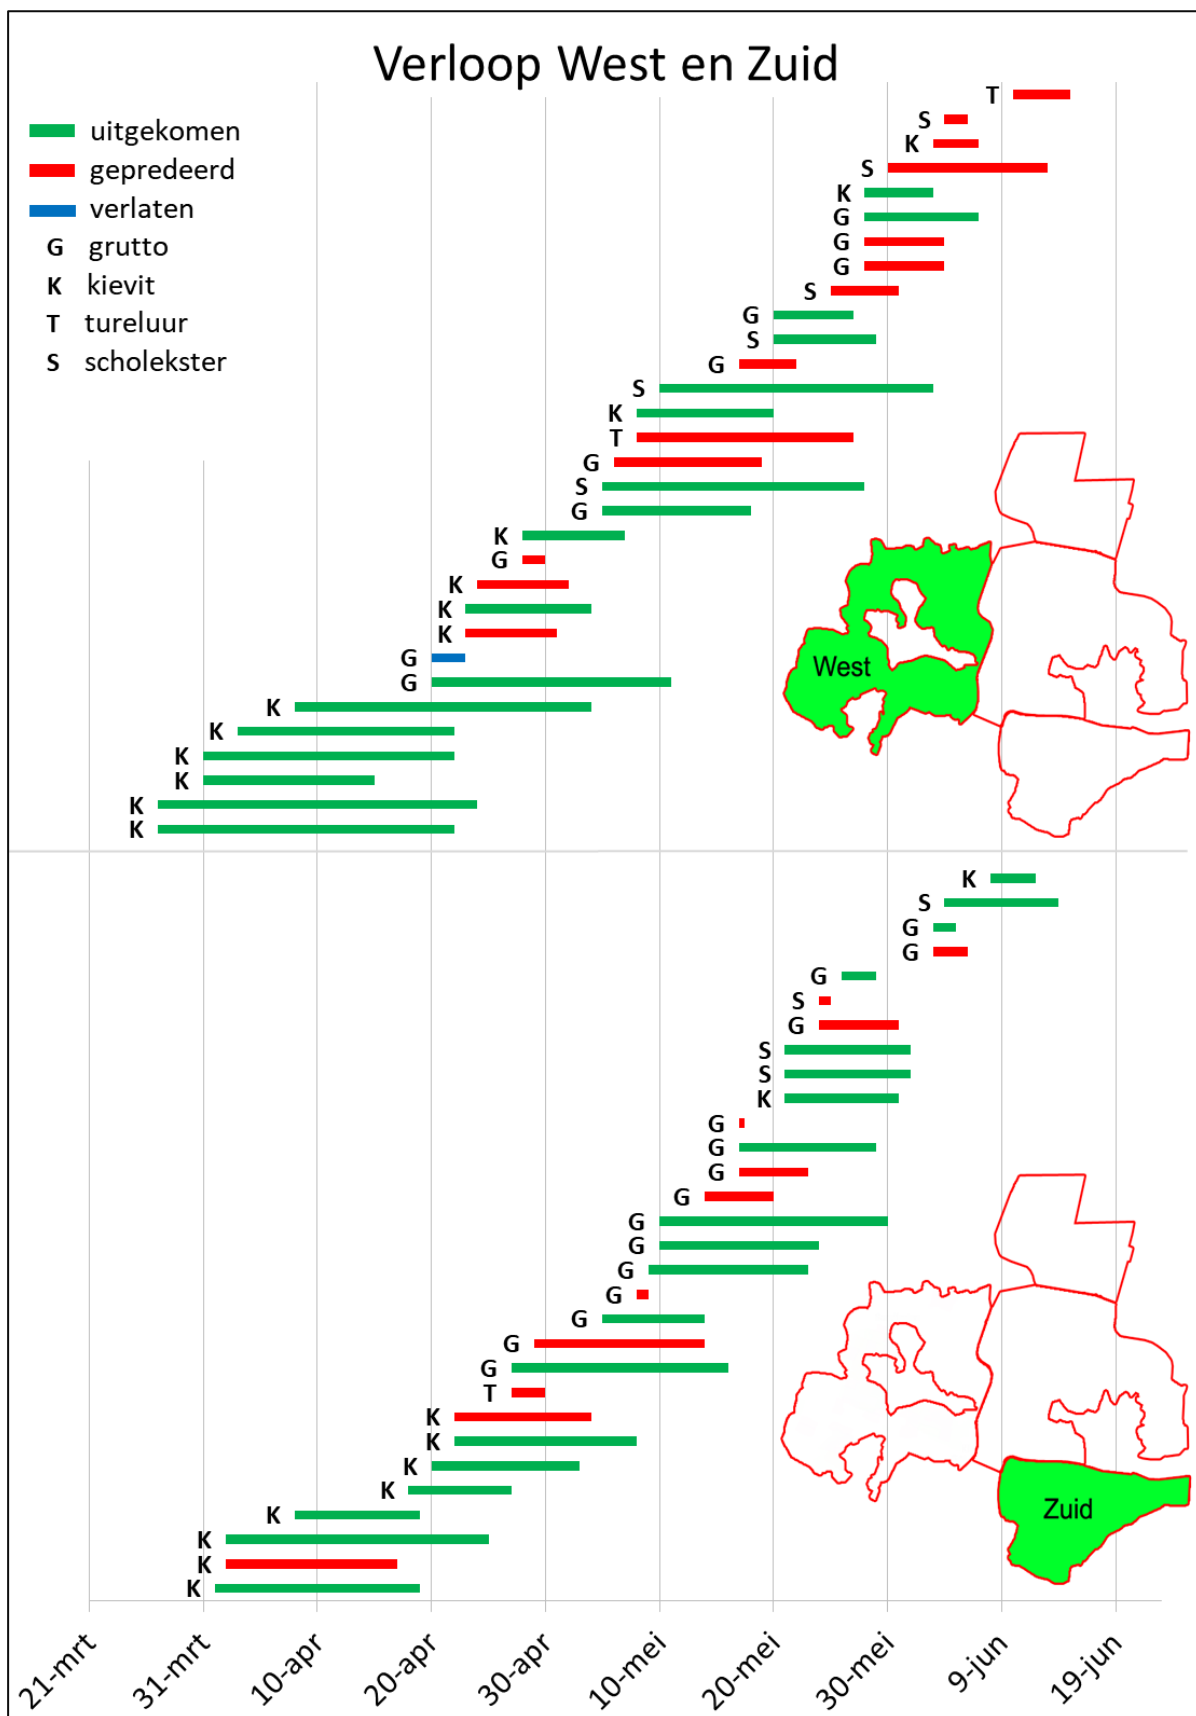 Verloop West en Zuid
uitgekomen
gepredeerd
verlaten
G grutto
K kievit
T tureluur
S scholekster
T
S
K
S
K
G
G
G
S
G
S
G
S
K
T
G
S
G
K
G
K
K
K
G
G
K
K
K
K
K
K
West
K
S
G
G
G
S
G
S
S
K
G
G
G
G
G
G
G
G
G
G
G
T
K
K
K
K
K
K
K
K
Zuid
21-mrt
31-mrt
10-apr
20-apr
30-apr
10-mei
20-mei
30-mei
9-jun
19-jun